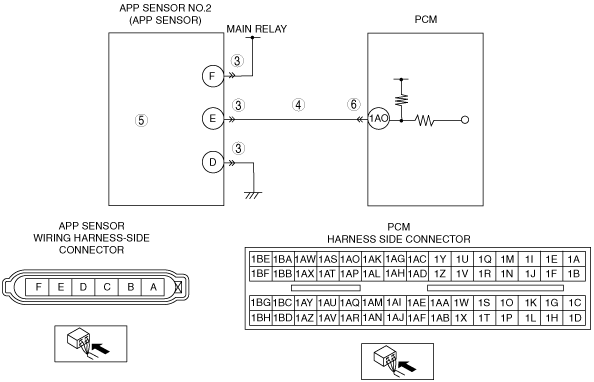 APP SENSOR NO.2
(APP SENSOR)
MAIN RELAY
PCM
F
3
E
3
4
6
1AO
5
D
3
APP SENSOR
WIRING HARNESS-SIDE
CONNECTOR
F E D C B A
PCM
HARNESS SIDE CONNECTOR
1BE 1BA 1AW 1AS 1AO 1AK 1AG 1AC 1Y 1U 1Q 1M 1I 1E 1A
1BF 1BB 1AX 1AT 1AP 1AL 1AH 1AD 1Z 1V 1R 1N 1J 1F 1B
1BG 1BC 1AY 1AU 1AQ 1AM 1AI 1AE 1AA 1W 1S 1O 1K 1G 1C
1BH 1BD 1AZ 1AV 1AR 1AN 1AJ 1AF 1AB 1X 1T 1P 1L 1H 1D